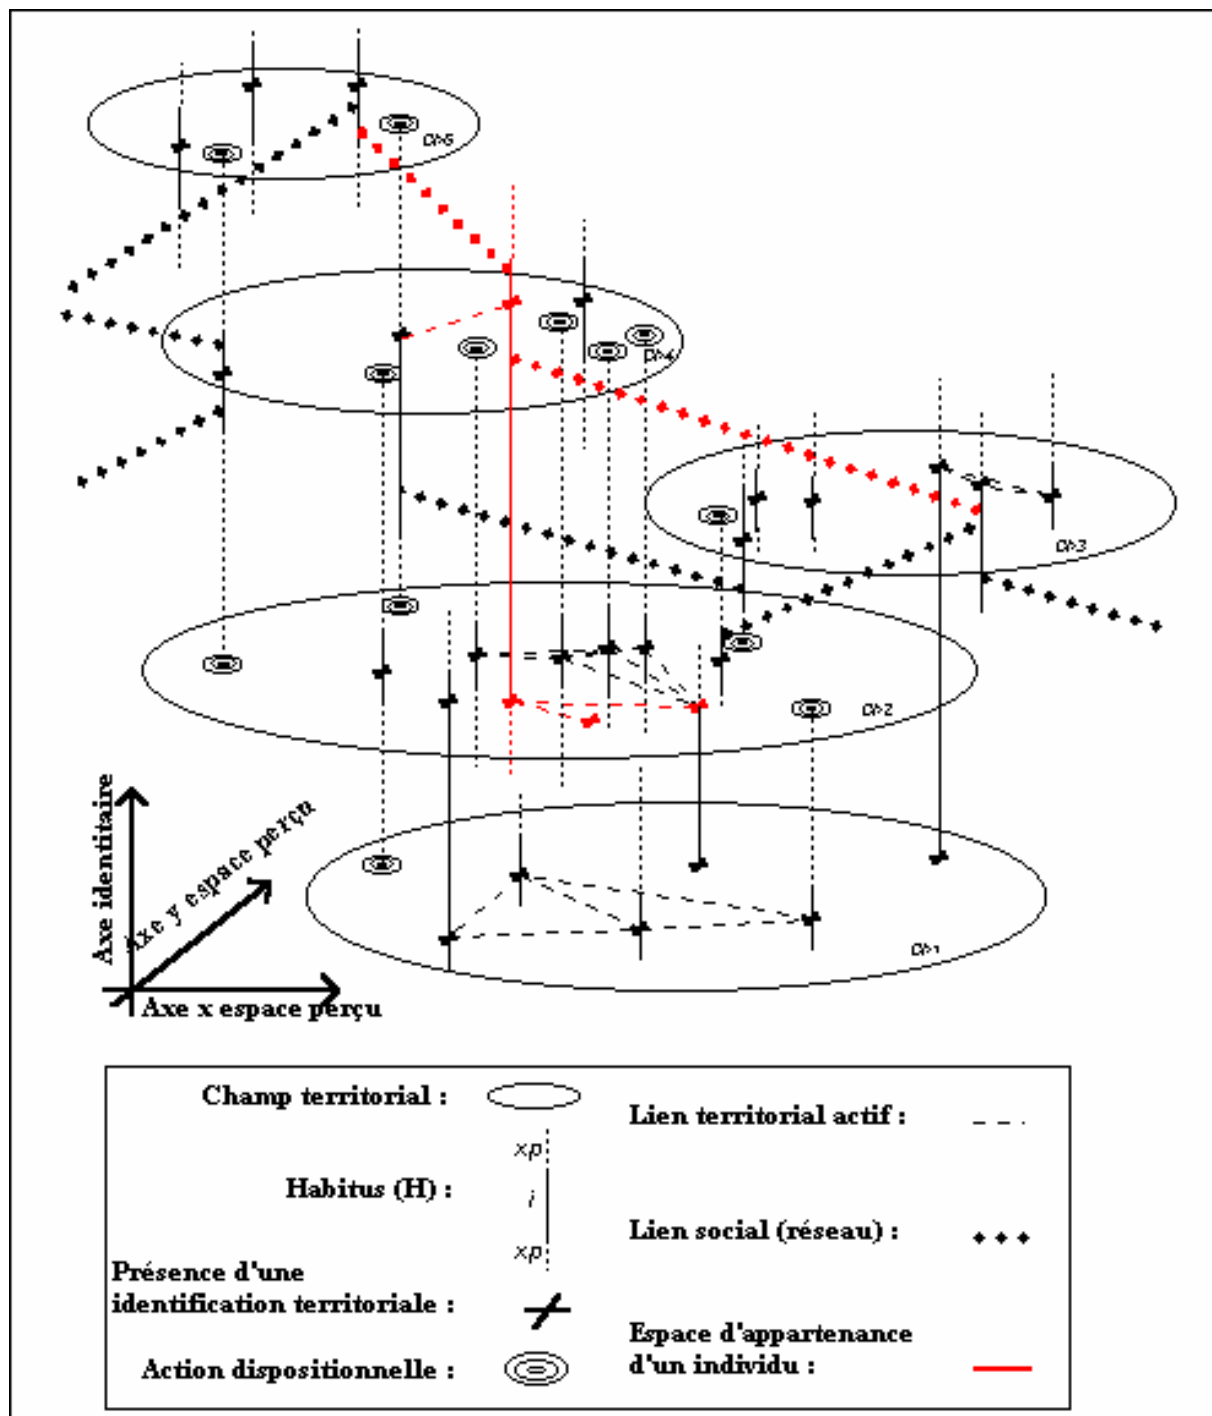 Ch5
Ch4
Ch3
Ch2
Ch1
Axe identitaire
Axe y espace perçu
Axe x espace perçu
Champ territorial :
Lien territorial actif :
xp
Habitus (H) :
i
Lien social (réseau) :
xp
Présence d'une
identification territoriale :
Espace d'appartenance
d'un individu :
Action dispositionnelle :